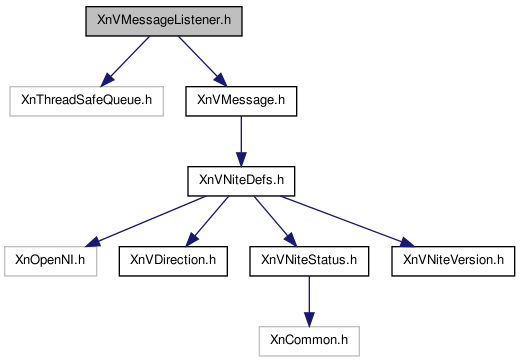 XnVMessageListener.h
XnThreadSafeQueue.h
XnVMessage.h
XnVNiteDefs.h
XnOpenNI.h
XnVDirection.h
XnVNiteStatus.h
XnVNiteVersion.h
XnCommon.h